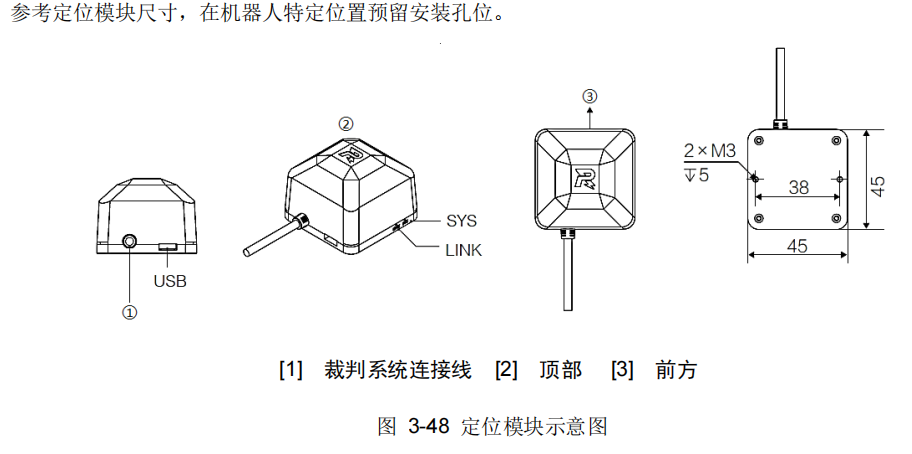 参考定位模块尺寸，在机器人特定位置预留安装孔位。
③
②
2×M3
↧5
38
45
SYS
LINK
45
USB
①
[1] 裁判系统连接线 [2] 顶部 [3] 前方
图 3-48 定位模块示意图